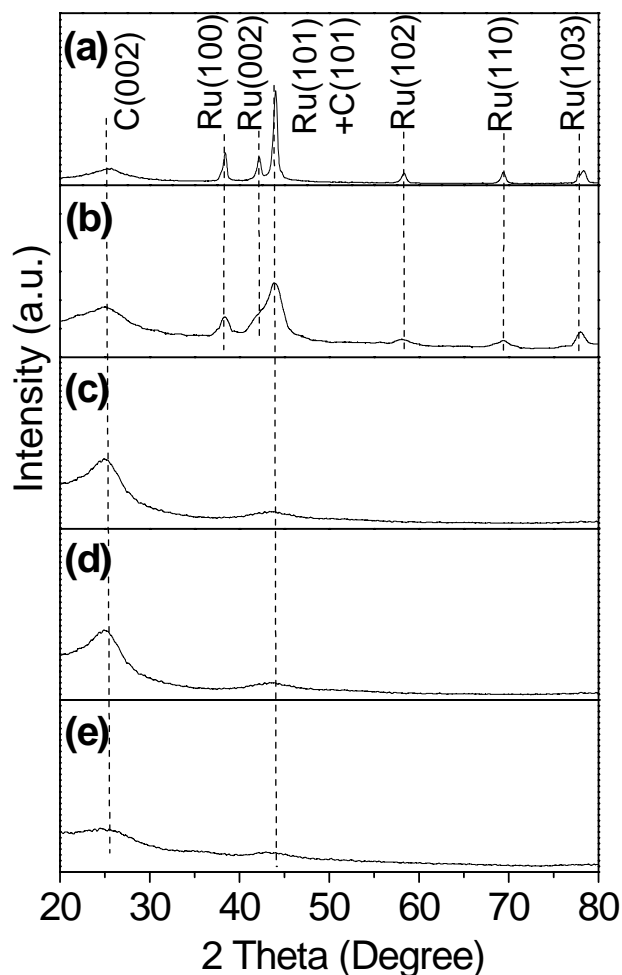 (a)
C(002)
Ru(100)
Ru(002)
Ru(101)
+C(101)
Ru(102)
Ru(110)
Ru(103)
(b)
(c)
(d)
(e)
Intensity (a.u.)
20 30 40 50 60 70 80
2 Theta (Degree)